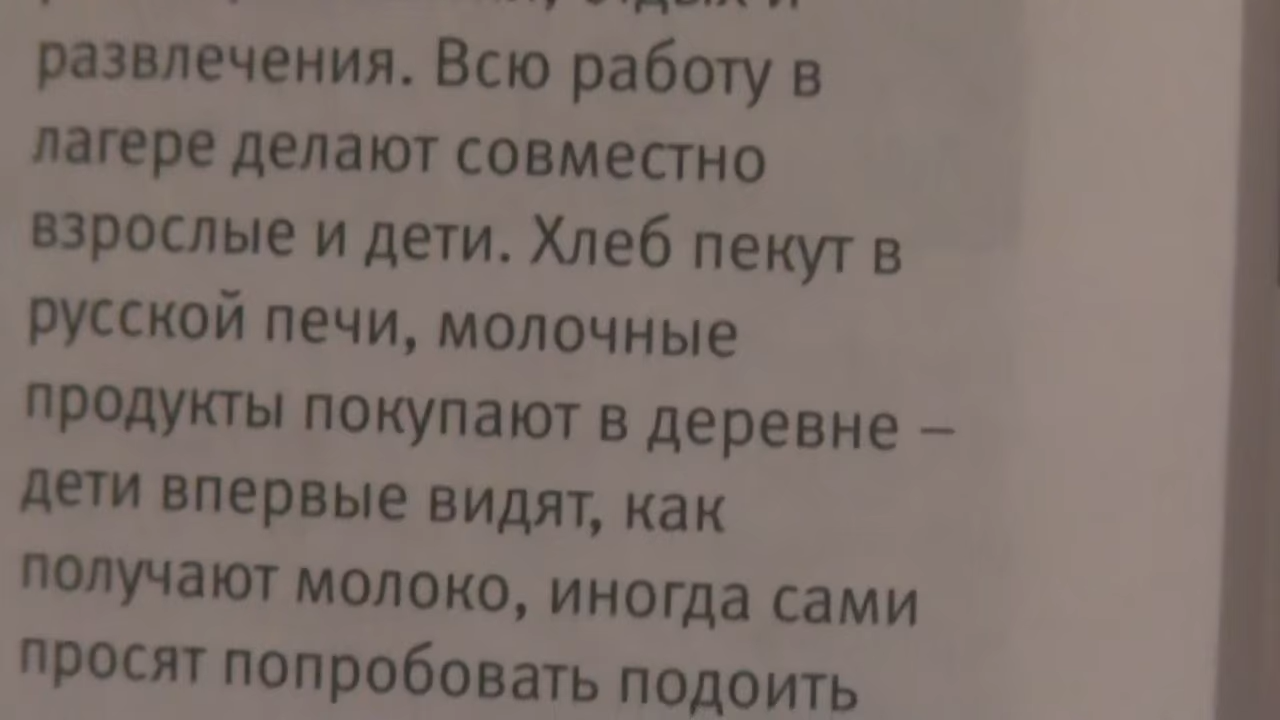 отдых и
развлечения. Всю работу в
лагере делают совместно
взрослые и дети. Хлеб пекут в
русской печи, молочные
продукты покупают в деревне –
дети впервые видят, как
получают молоко, иногда сами
просят попробовать подоить